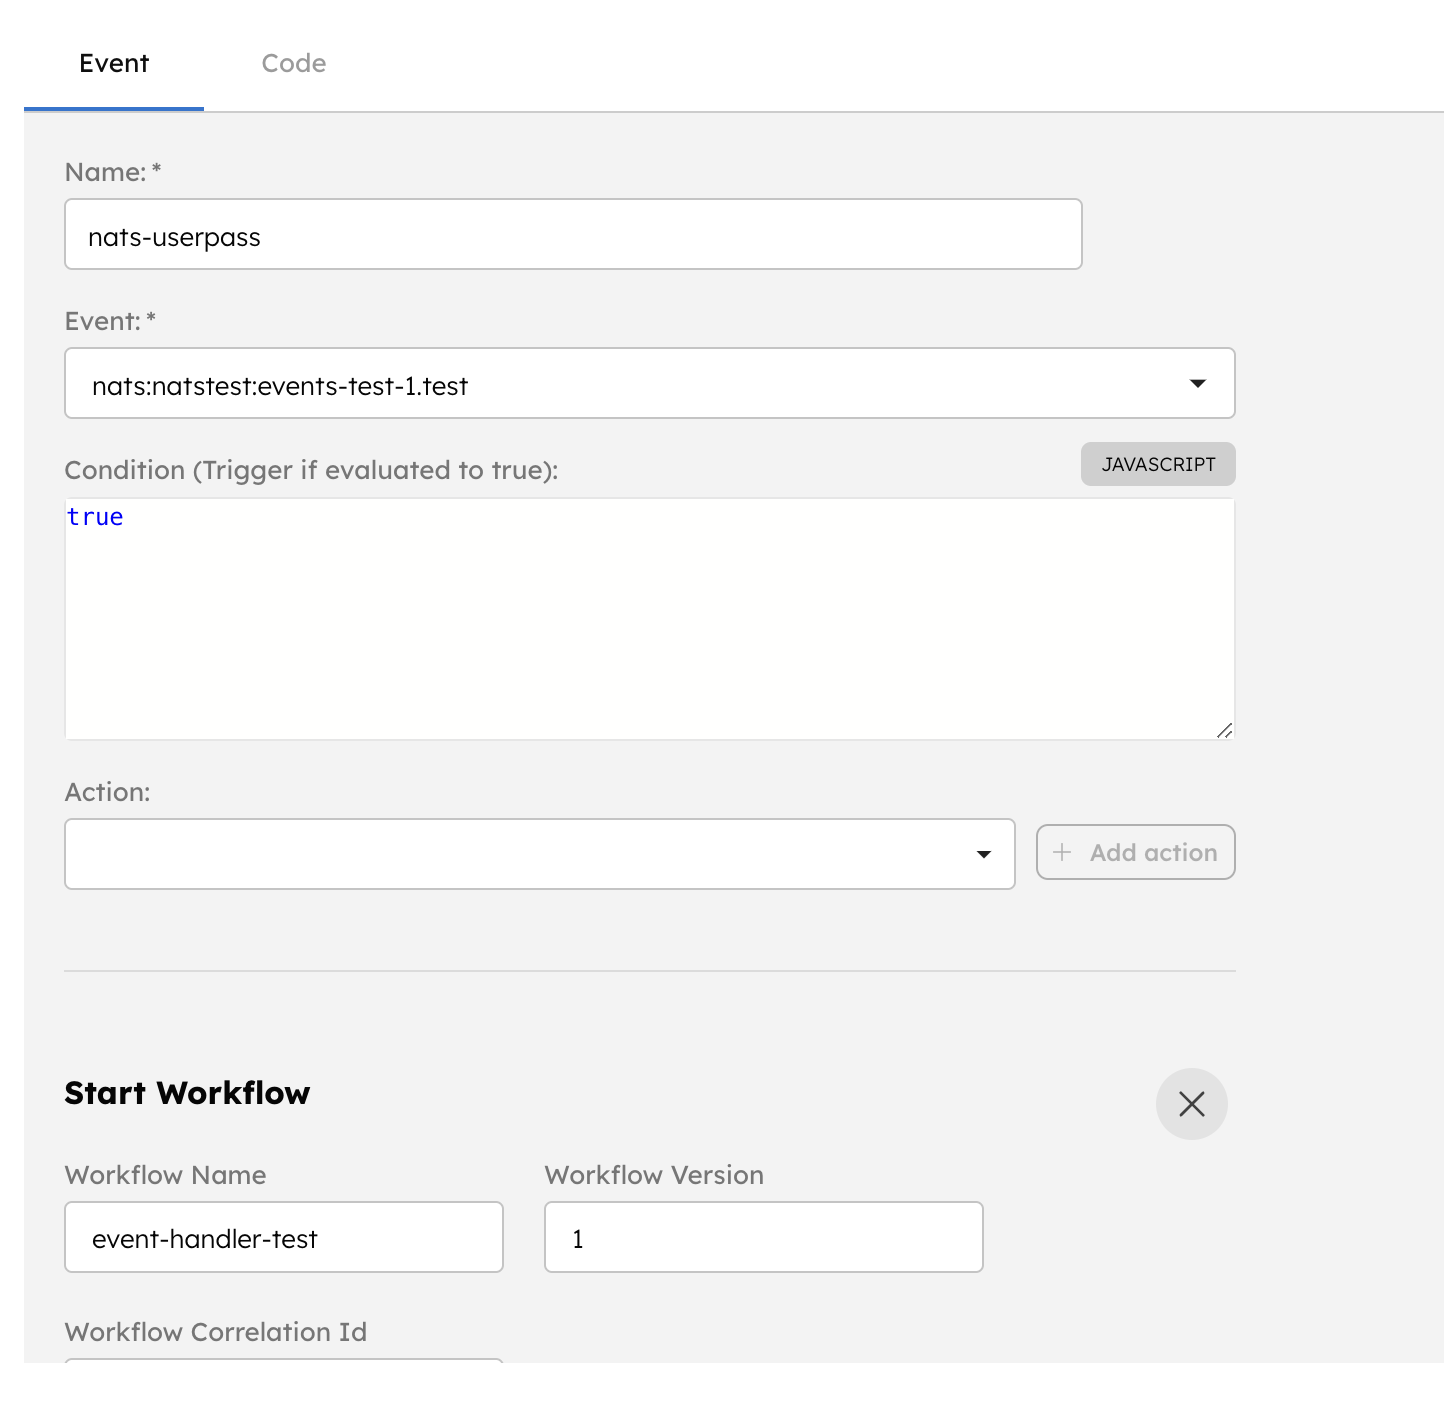 Event Code
Name: *
nats-userpass
Event: *
nats:natstest:events-test-1.test
Condition (Trigger if evaluated to true):
JAVASCRIPT
true
Action:
+ Add action
Start Workflow
Workflow Name Workflow Version
event-handler-test 1
Workflow Correlation Id